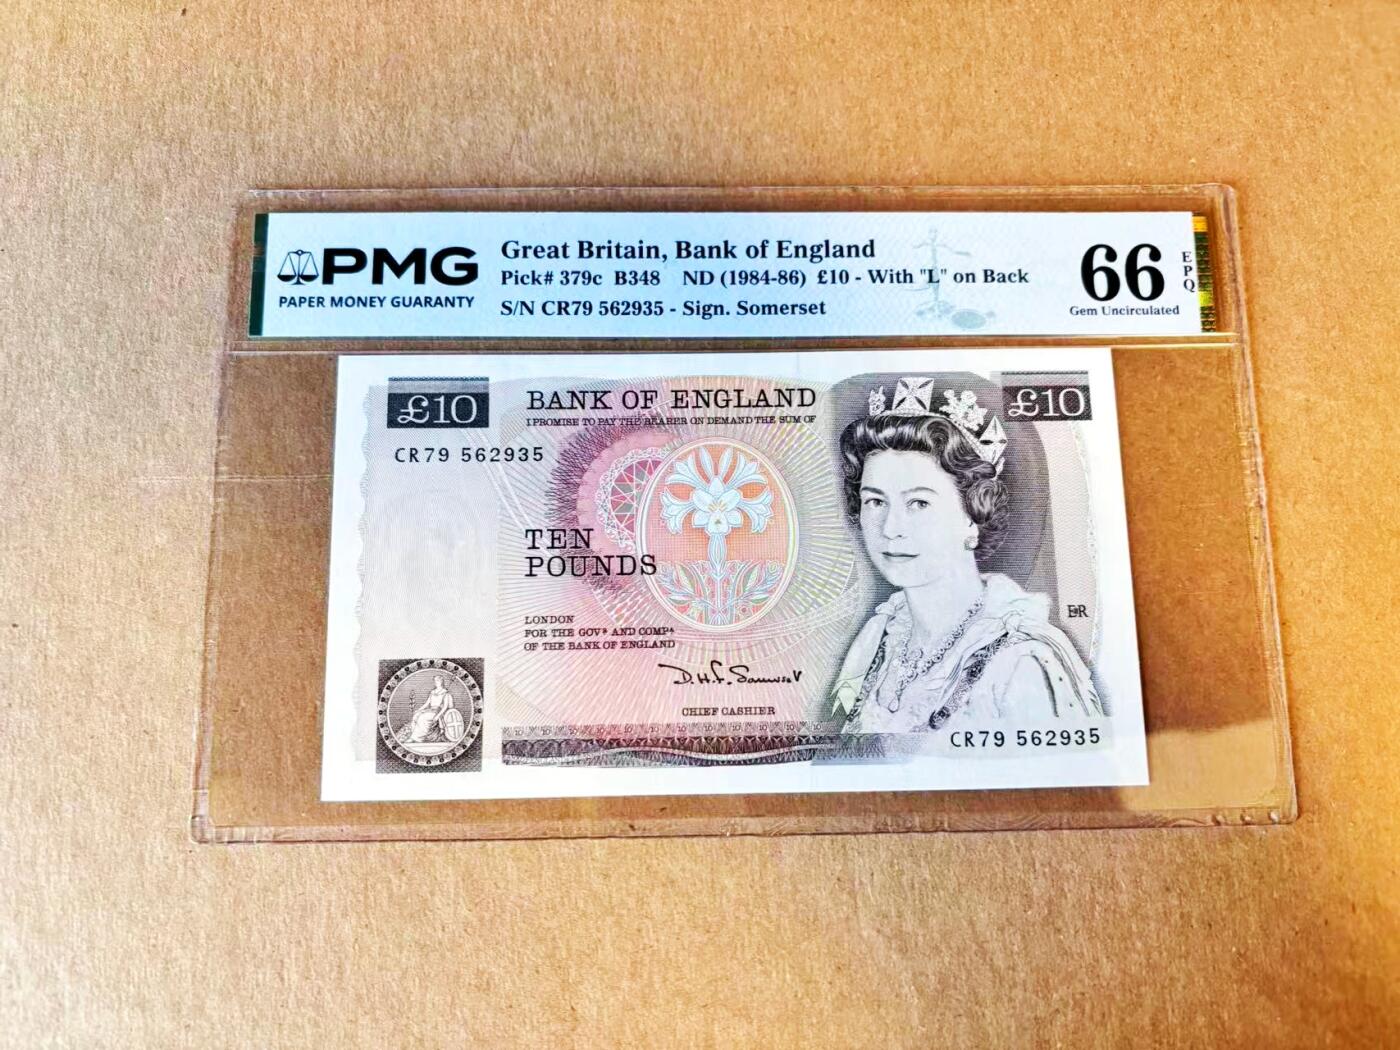 PMG
PAPER MONEY GUARANTY
Great Britain, Bank of England
Pick# 379c B348 ND (1984-86) £10 - With "L" on Back
S/N CR79 562935 - Sign. Somerset
66
EPQ
Gem Uncirculated
£10
BANK OF ENGLAND
£10
I PROMISE TO PAY THE BEARER ON DEMAND THE SUM OF
CR79 562935
TEN
POUNDS
LONDON
FOR THE GOVR AND COMPA
OF THE BANK OF ENGLAND
EIIR
D.H.F. Somerset
CHIEF CASHIER
CR79 562935